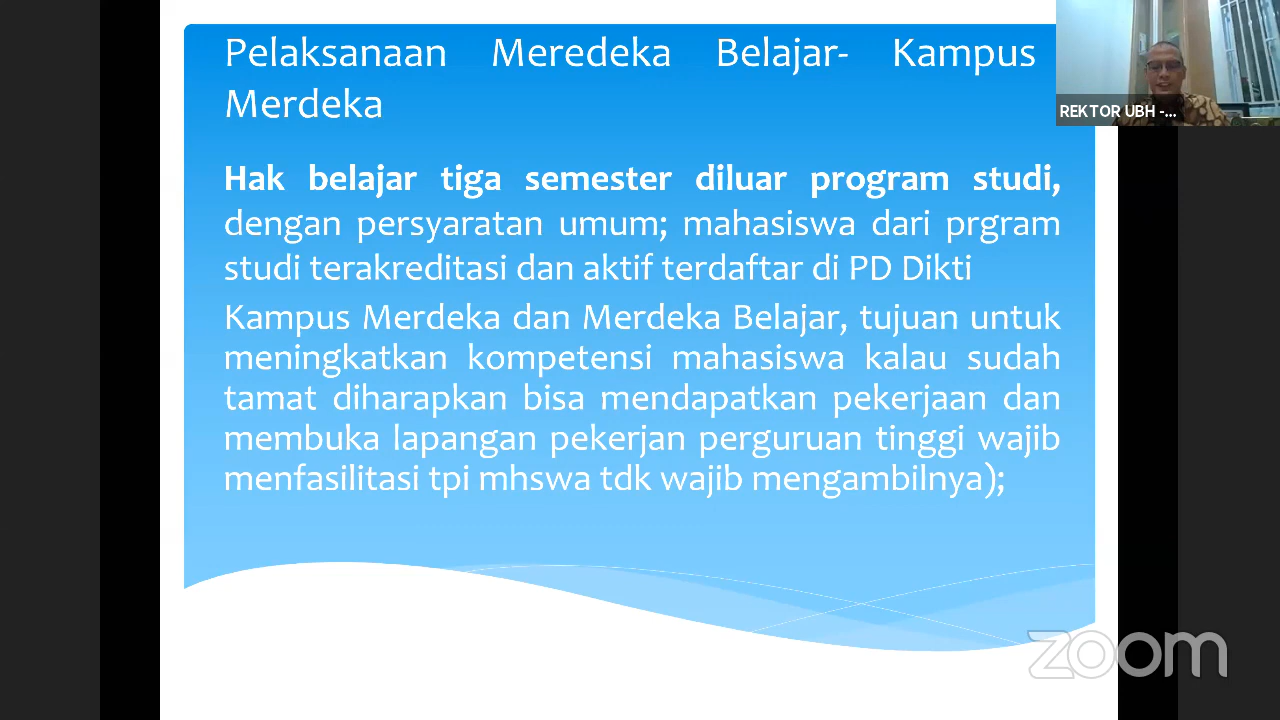 Pelaksanaan Meredeka Belajar- Kampus
Merdeka
Hak belajar tiga semester diluar program studi,
dengan persyaratan umum; mahasiswa dari prgram
studi terakreditasi dan aktif terdaftar di PD Dikti
Kampus Merdeka dan Merdeka Belajar, tujuan untuk
meningkatkan kompetensi mahasiswa kalau sudah
tamat diharapkan bisa mendapatkan pekerjaan dan
membuka lapangan pekerjan perguruan tinggi wajib
menfasilitasi tpi mhswa tdk wajib mengambilnya);
REKTOR UBH -...
zoom